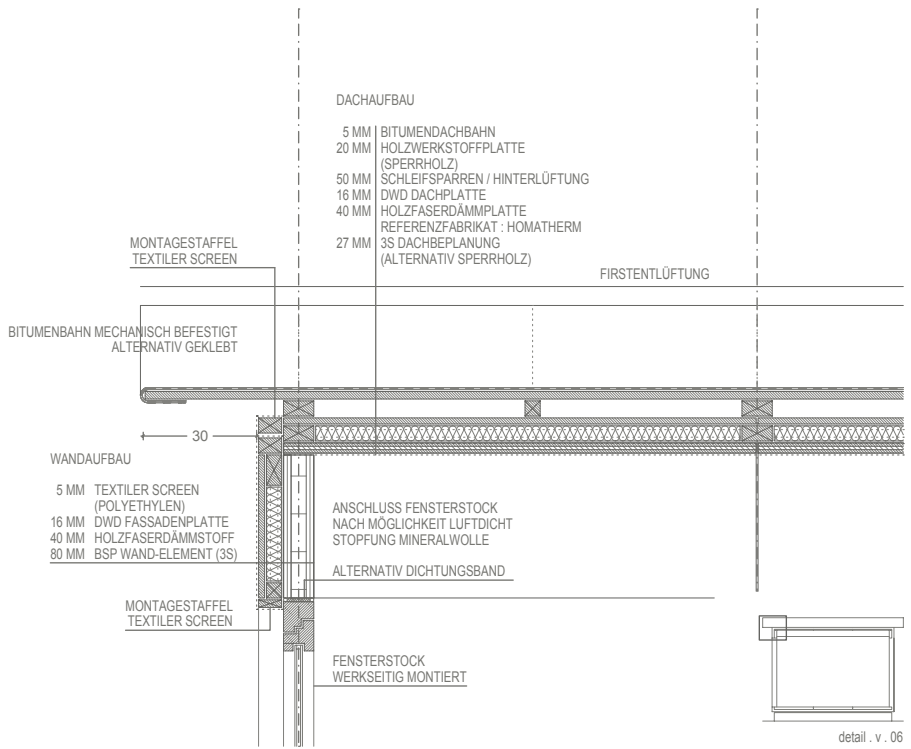 DACHAUFBAU
5 MM BITUMENDACHBAHN
20 MM HOLZWERKSTOFFPLATTE
(SPERRHOLZ)
50 MM SCHLEIFSPARREN / HINTERLÜFTUNG
16 MM DWD DACHPLATTE
40 MM HOLZFASERDÄMMPLATTE
REFERENZFABRIKAT : HOMATHERM
27 MM 3S DACHBEPLANUNG
(ALTERNATIV SPERRHOLZ)
MONTAGESTAFFEL
TEXTILER SCREEN
FIRSTENTLÜFTUNG
BITUMENBAHN MECHANISCH BEFESTIGT
ALTERNATIV GEKLEBT
30
WANDAUFBAU
5 MM TEXTILER SCREEN
(POLYETHYLEN)
16 MM DWD FASSADENPLATTE
40 MM HOLZFASERDÄMMSTOFF
80 MM BSP WAND-ELEMENT (3S)
ANSCHLUSS FENSTERSTOCK
NACH MÖGLICHKEIT LUFTDICHT
STOPFUNG MINERALWOLLE
ALTERNATIV DICHTUNGSBAND
MONTAGESTAFFEL
TEXTILER SCREEN
FENSTERSTOCK
WERKSEITIG MONTIERT
detail . v . 06